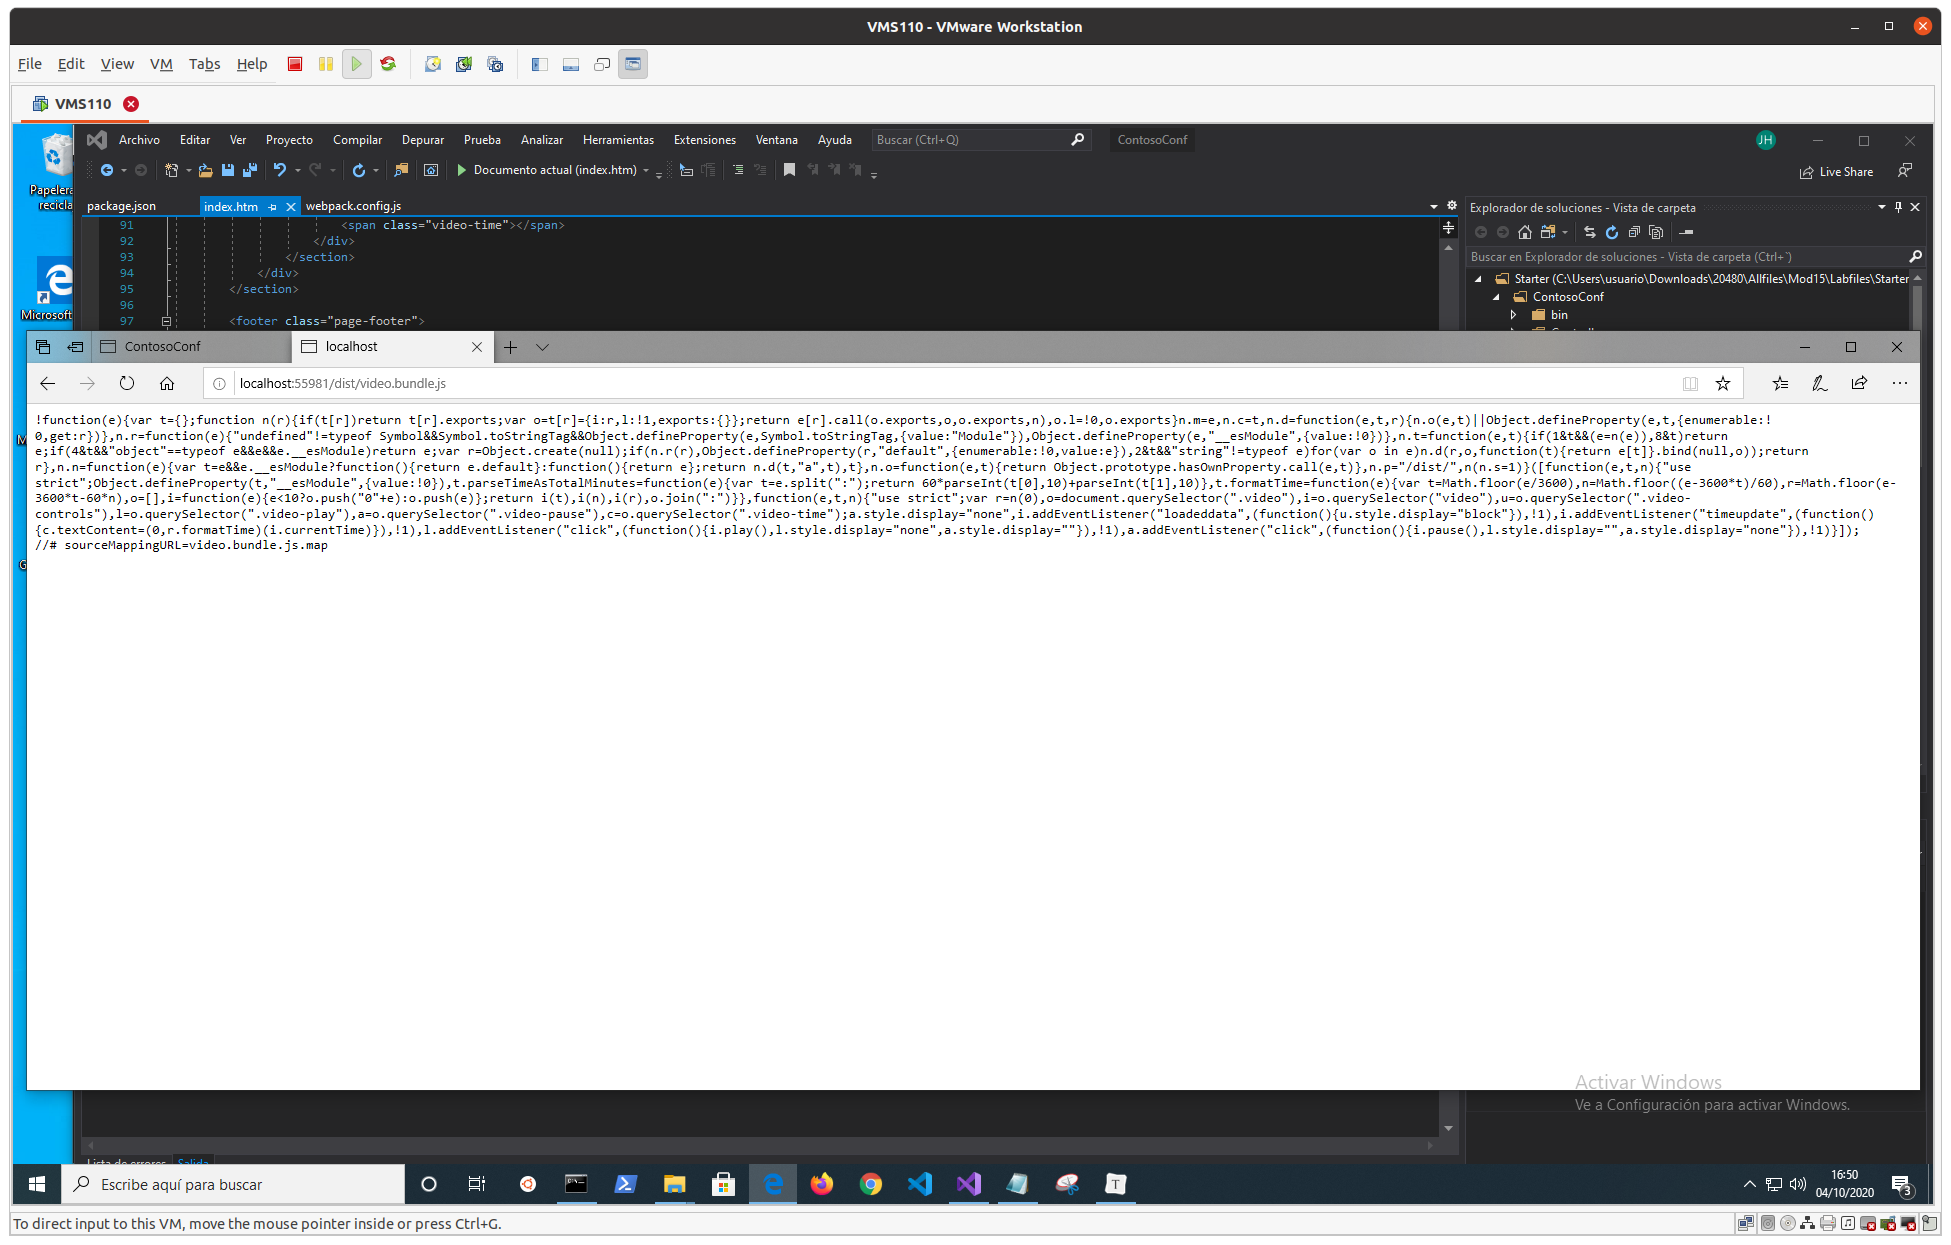 VMS110 - VMware Workstation
File Edit View VM Tabs Help
VMS110
Archivo Editar Ver Proyecto Compilar Depurar Prueba Analizar Herramientas Extensiones Ventana Ayuda Buscar (Ctrl+Q) ContosoConf JH
Documento actual (index.htm) Live Share
Papelera
recicla
Microsoft
package.json index.htm webpack.config.js
Explorador de soluciones - Vista de carpeta
Buscar en Explorador de soluciones - Vista de carpeta (Ctrl+¨)
Starter (C:\Users\usuario\Downloads\20480\Allfiles\Mod15\Labfiles\Starter
ContosoConf
bin
91 <span class="video-time"></span>
92 </div>
93 </section>
94 </div>
95 </section>
96
97 <footer class="page-footer">
ContosoConf localhost
localhost:55981/dist/video.bundle.js
!function(e){var t={};function n(r){if(t[r])return t[r].exports;var o=t[r]={i:r,l:!1,exports:{}};return e[r].call(o.exports,o,o.exports,n),o.l=!0,o.exports}n.m=e,n.c=t,n.d=function(e,t,r){n.o(e,t)||Object.defineProperty(e,t,{enumerable:!
0,get:r})},n.r=function(e){"undefined"!=typeof Symbol&&Symbol.toStringTag&&Object.defineProperty(e,Symbol.toStringTag,{value:"Module"}),Object.defineProperty(e,"__esModule",{value:!0})},n.t=function(e,t){if(1&t&&(e=n(e)),8&t)return
e;if(4&t&&"object"==typeof e&&e&&e.__esModule)return e;var r=Object.create(null);if(n.r(r),Object.defineProperty(r,"default",{enumerable:!0,value:e}),2&t&&"string"!=typeof e)for(var o in e)n.d(r,o,function(t){return e[t]}.bind(null,o));return
r},n.n=function(e){var t=e&&e.__esModule?function(){return e.default}:function(){return e};return n.d(t,"a",t),t},n.o=function(e,t){return Object.prototype.hasOwnProperty.call(e,t)},n.p="/dist/",n(n.s=1)}([function(e,t,n){"use
strict";Object.defineProperty(t,"__esModule",{value:!0}),t.parseTimeAsTotalMinutes=function(e){var t=e.split(":");return 60*parseInt(t[0],10)+parseInt(t[1],10)},t.formatTime=function(e){var t=Math.floor(e/3600),n=Math.floor((e-3600*t)/60),r=Math.floor(e-
3600*t-60*n),o=[],i=function(e){e<10?o.push("0"+e):o.push(e)};return i(t),i(n),i(r),o.join(":")}},function(e,t,n){"use strict";var r=n(0),o=document.querySelector(".video"),i=o.querySelector("video"),u=o.querySelector(".video-
controls"),l=o.querySelector(".video-play"),a=o.querySelector(".video-pause"),c=o.querySelector(".video-time");a.style.display="none",i.addEventListener("loadeddata",(function(){u.style.display="block"}),!1),i.addEventListener("timeupdate",(function()
{c.textContent=(0,r.formatTime)(i.currentTime)}),!1),l.addEventListener("click",(function(){i.play(),l.style.display="none",a.style.display=""}),!1),a.addEventListener("click",(function(){i.pause(),l.style.display="",a.style.display="none"}),!1)}]);
//# sourceMappingURL=video.bundle.js.map
Activar Windows
Ve a Configuración para activar Windows.
Lista de errores Salida
Escribe aquí para buscar
16:50
04/10/2020
3
To direct input to this VM, move the mouse pointer inside or press Ctrl+G.